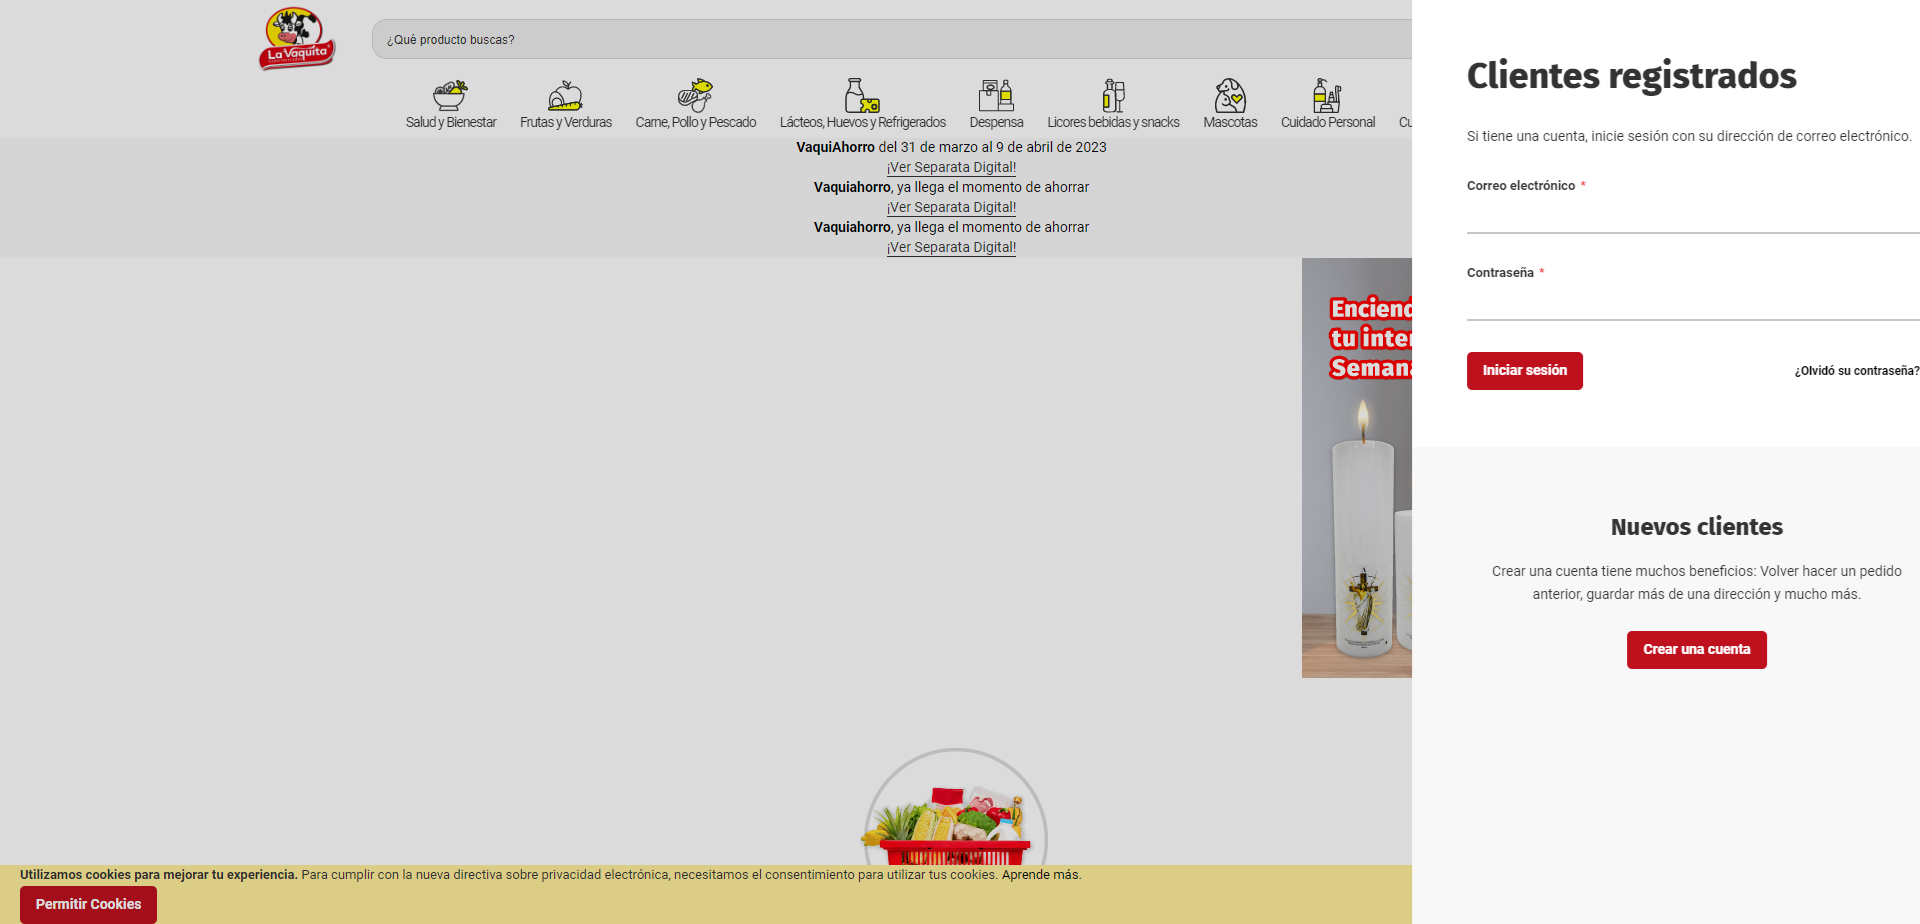 La Vaquita
¿Qué producto buscas?
Salud y Bienestar
Frutas y Verduras
Carne, Pollo y Pescado
Lácteos, Huevos y Refrigerados
Despensa
Licores bebidas y snacks
Mascotas
Cuidado Personal
Cu
VaquiAhorro del 31 de marzo al 9 de abril de 2023
¡Ver Separata Digital!
Vaquiahorro, ya llega el momento de ahorrar
¡Ver Separata Digital!
Vaquiahorro, ya llega el momento de ahorrar
¡Ver Separata Digital!
Enciend
tu inter
Semana
Utilizamos cookies para mejorar tu experiencia. Para cumplir con la nueva directiva sobre privacidad electrónica, necesitamos el consentimiento para utilizar tus cookies. Aprende más.
Permitir Cookies
Clientes registrados
Si tiene una cuenta, inicie sesión con su dirección de correo electrónico.
Correo electrónico *
Contraseña *
Iniciar sesión
¿Olvidó su contraseña?
Nuevos clientes
Crear una cuenta tiene muchos beneficios: Volver hacer un pedido
anterior, guardar más de una dirección y mucho más.
Crear una cuenta